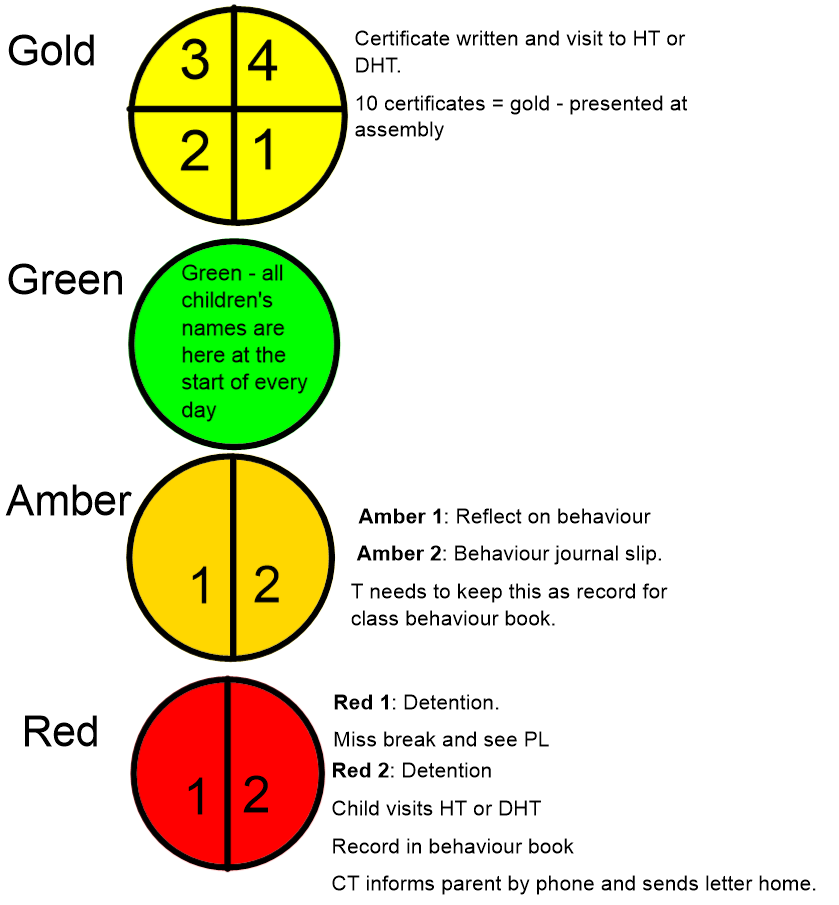 Gold
3 4
2 1
Certificate written and visit to HT or
DHT.
10 certificates = gold - presented at
assembly
Green
Green - all
children's
names are
here at the
start of every
day
Amber
1 2
Amber 1: Reflect on behaviour
Amber 2: Behaviour journal slip.
T needs to keep this as record for
class behaviour book.
Red
1 2
Red 1: Detention.
Miss break and see PL
Red 2: Detention
Child visits HT or DHT
Record in behaviour book
CT informs parent by phone and sends letter home.